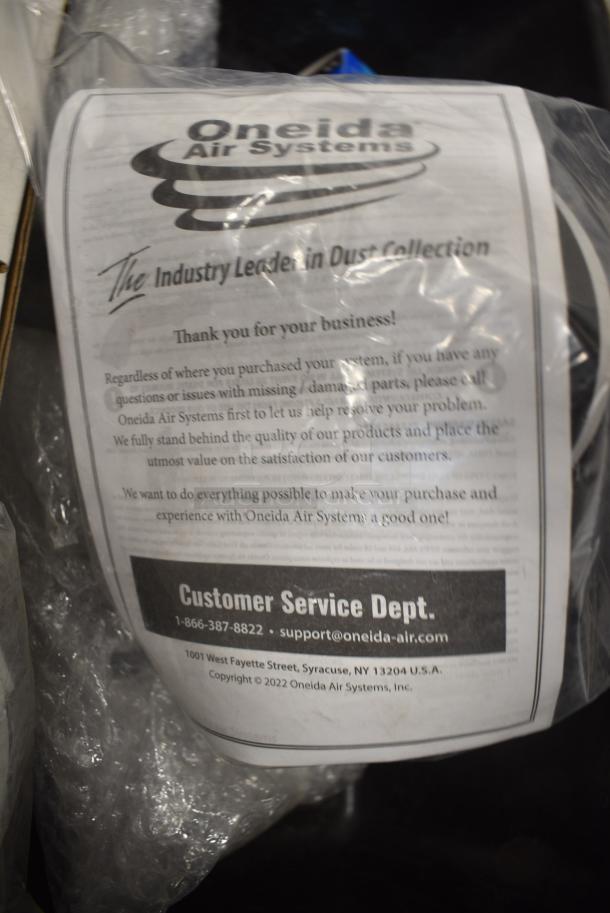 Oneida
Air Systems
The Industry Leader in Dust Collection
Thank you for your business!
Regardless of where you purchased your system, if you have any
questions or issues with missing / damaged parts, please call
Oneida Air Systems first to let us help resolve your problem.
We fully stand behind the quality of our products and place the
utmost value on the satisfaction of our customers.
We want to do everything possible to make your purchase and
experience with Oneida Air Systems a good one!
Customer Service Dept.
1-866-387-8822 • support@oneida-air.com
1001 West Fayette Street, Syracuse, NY 13204 U.S.A.
Copyright © 2022 Oneida Air Systems, Inc.